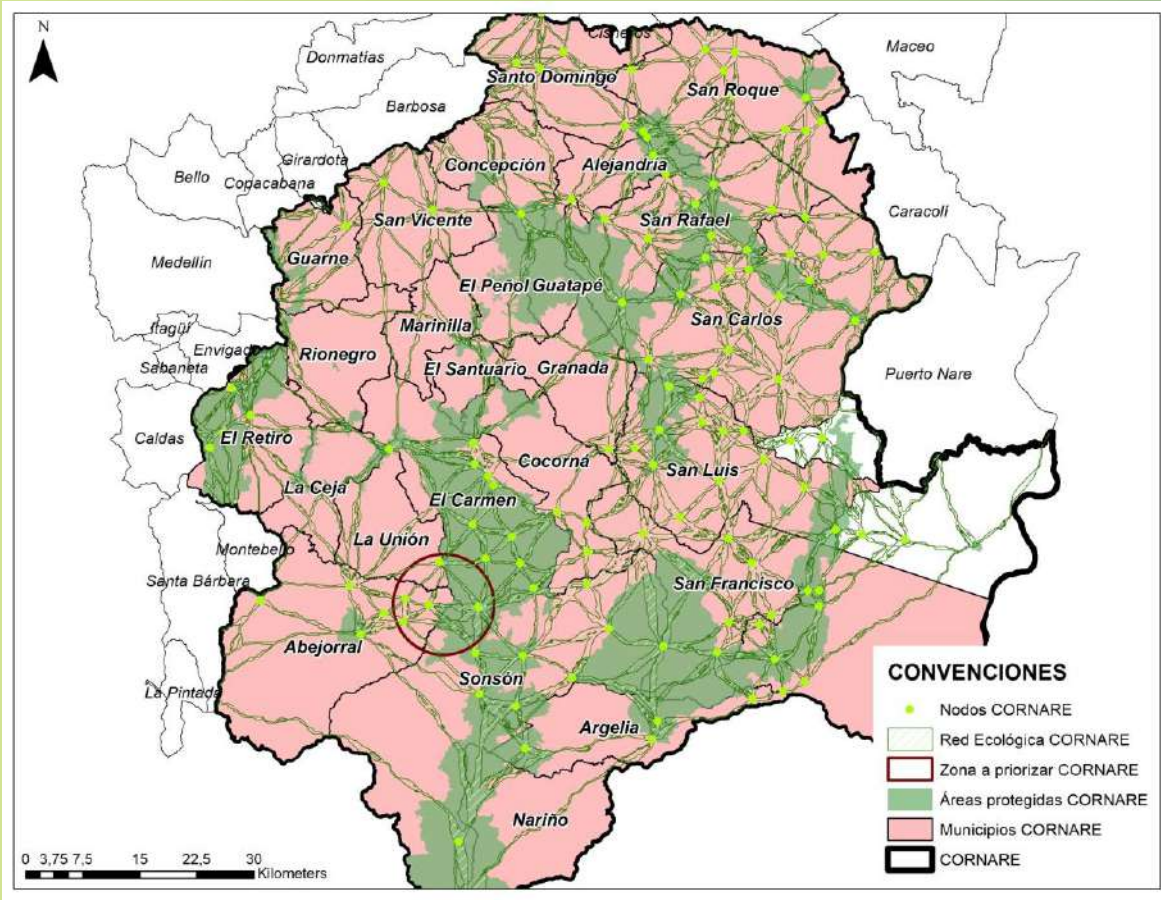 N
Cisneros
Maceo
Donmatías
Santo Domingo
San Roque
Barbosa
Girardota
Concepción
Alejandría
Bello
Copacabana
San Vicente
San Rafael
Caracolí
Guarne
Medellín
El Peñol
Guatapé
San Carlos
Marinilla
Itagüí
Rionegro
Envigado
Sabaneta
El Santuario
Granada
Puerto Nare
Caldas
El Retiro
Cocorná
San Luis
La Ceja
El Carmen
La Unión
Montebello
Santa Bárbara
San Francisco
Abejorral
La Pintada
Sonsón
Argelia
Nariño
CONVENCIONES
Nodos CORNARE
Red Ecológica CORNARE
Zona a priorizar CORNARE
Áreas protegidas CORNARE
Municipios CORNARE
CORNARE
0 3,75 7,5 15 22,5 30
Kilometers